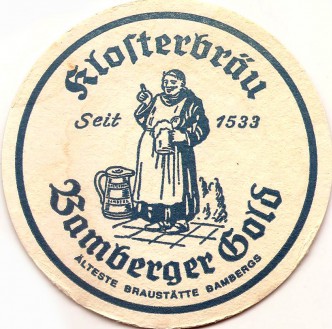 Klosterbräu
Seit 1533
Bamberger Gold
ÄLTESTE BRAUSTÄTTE BAMBERGS